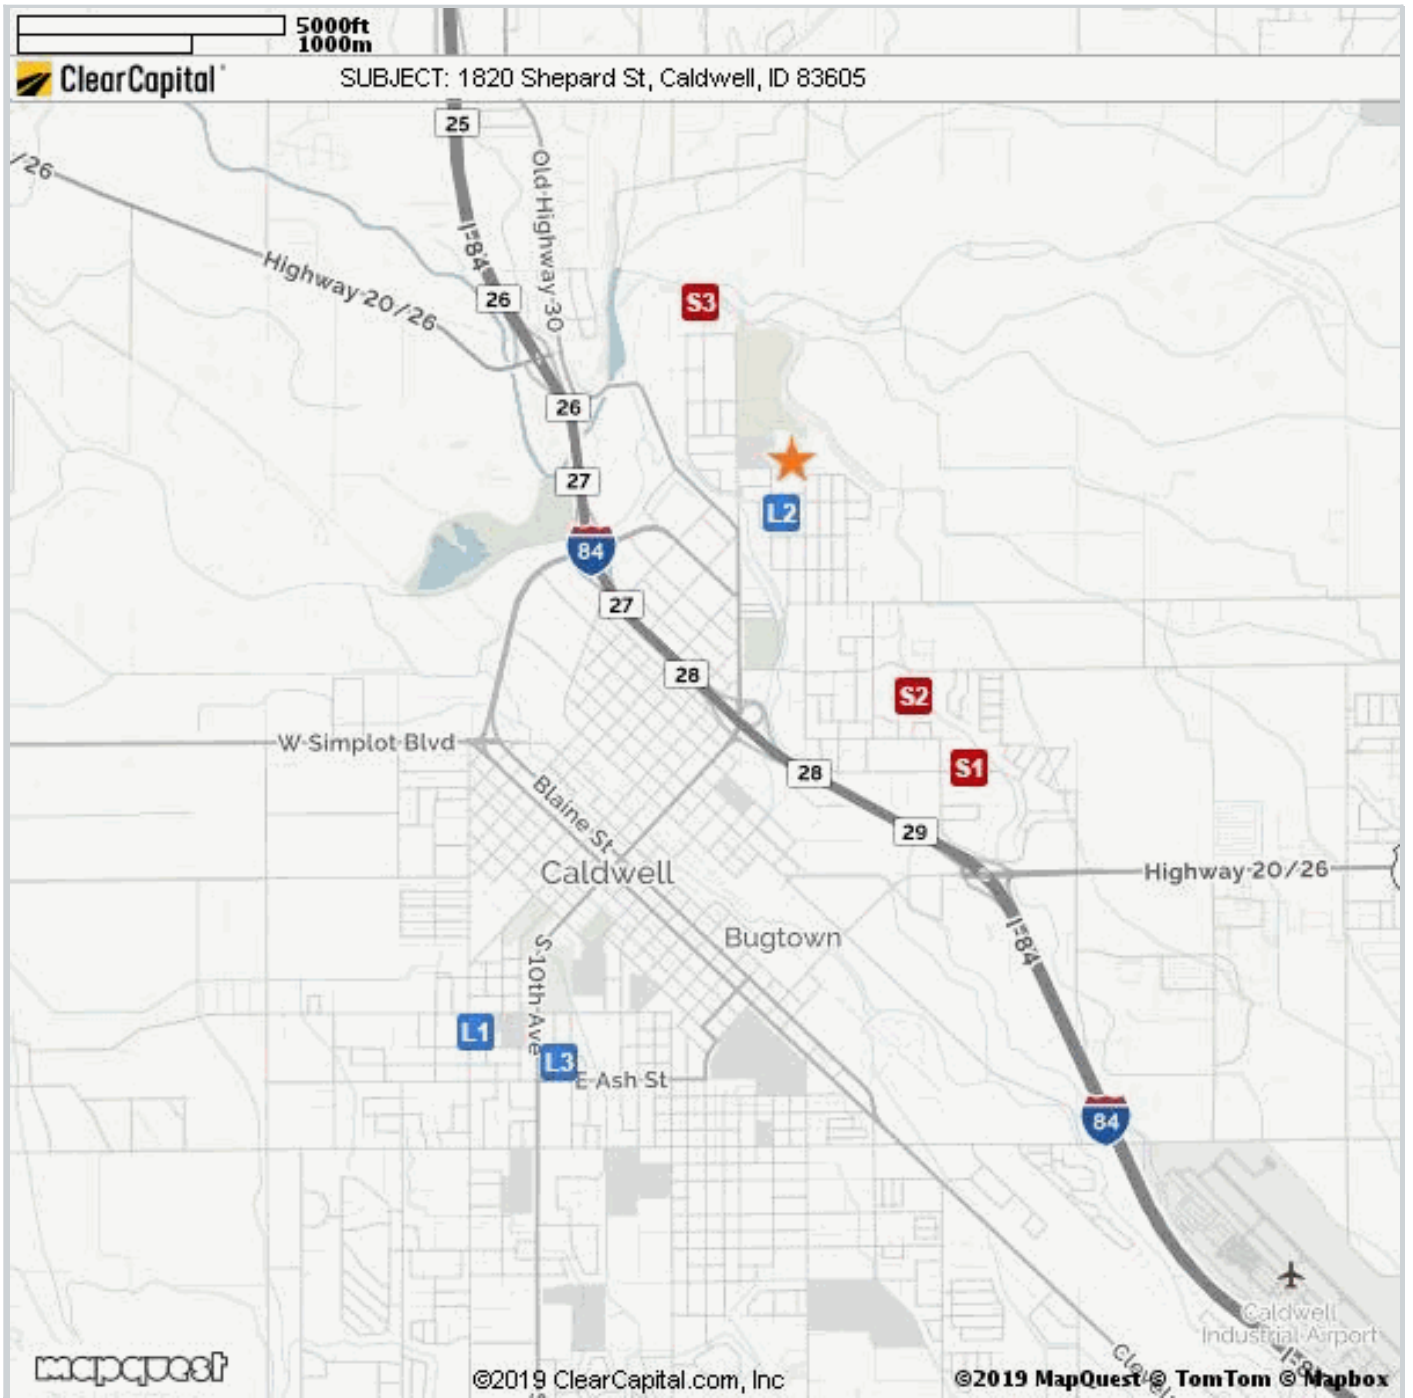 5000ft
1000m
ClearCapital
SUBJECT: 1820 Shepard St, Caldwell, ID 83605
25
/26
Old Highway 30
I-84
Highway 20/26
26
S3
26
27
L2
84
27
28
S2
W Simplot Blvd
S1
28
Blaine St
29
Caldwell
Highway 20/26
Bugtown
I-84
S 10th Ave
L1
L3
E Ash St
84
Caldwell
Industrial Airport
mapquest
©2019 ClearCapital.com, Inc
©2019 MapQuest © TomTom © Mapbox